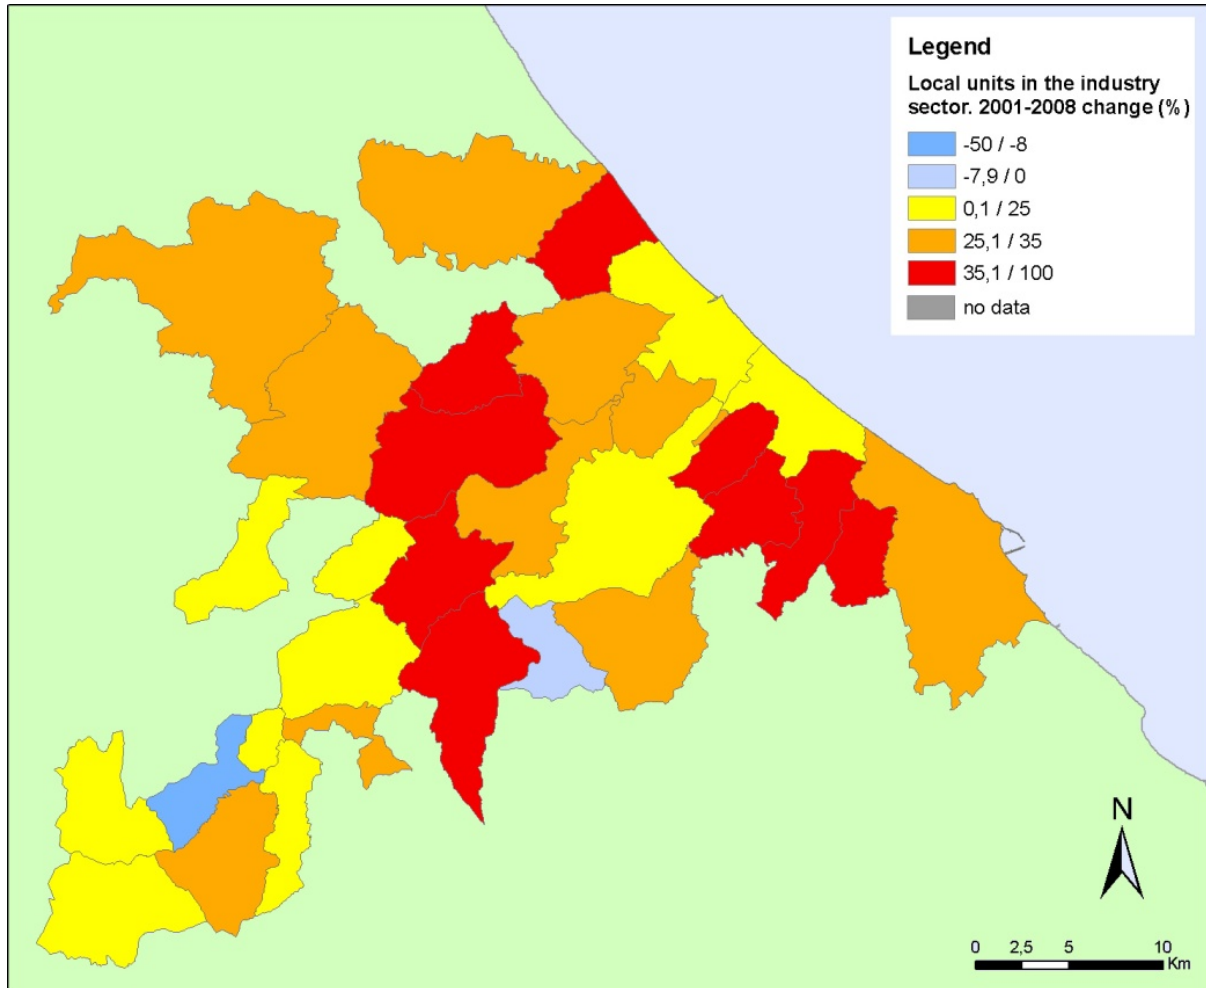 Legend
Local units in the industry
sector. 2001-2008 change (%)
-50 / -8
-7,9 / 0
0,1 / 25
25,1 / 35
35,1 / 100
no data
N
0 2,5 5 10
Km